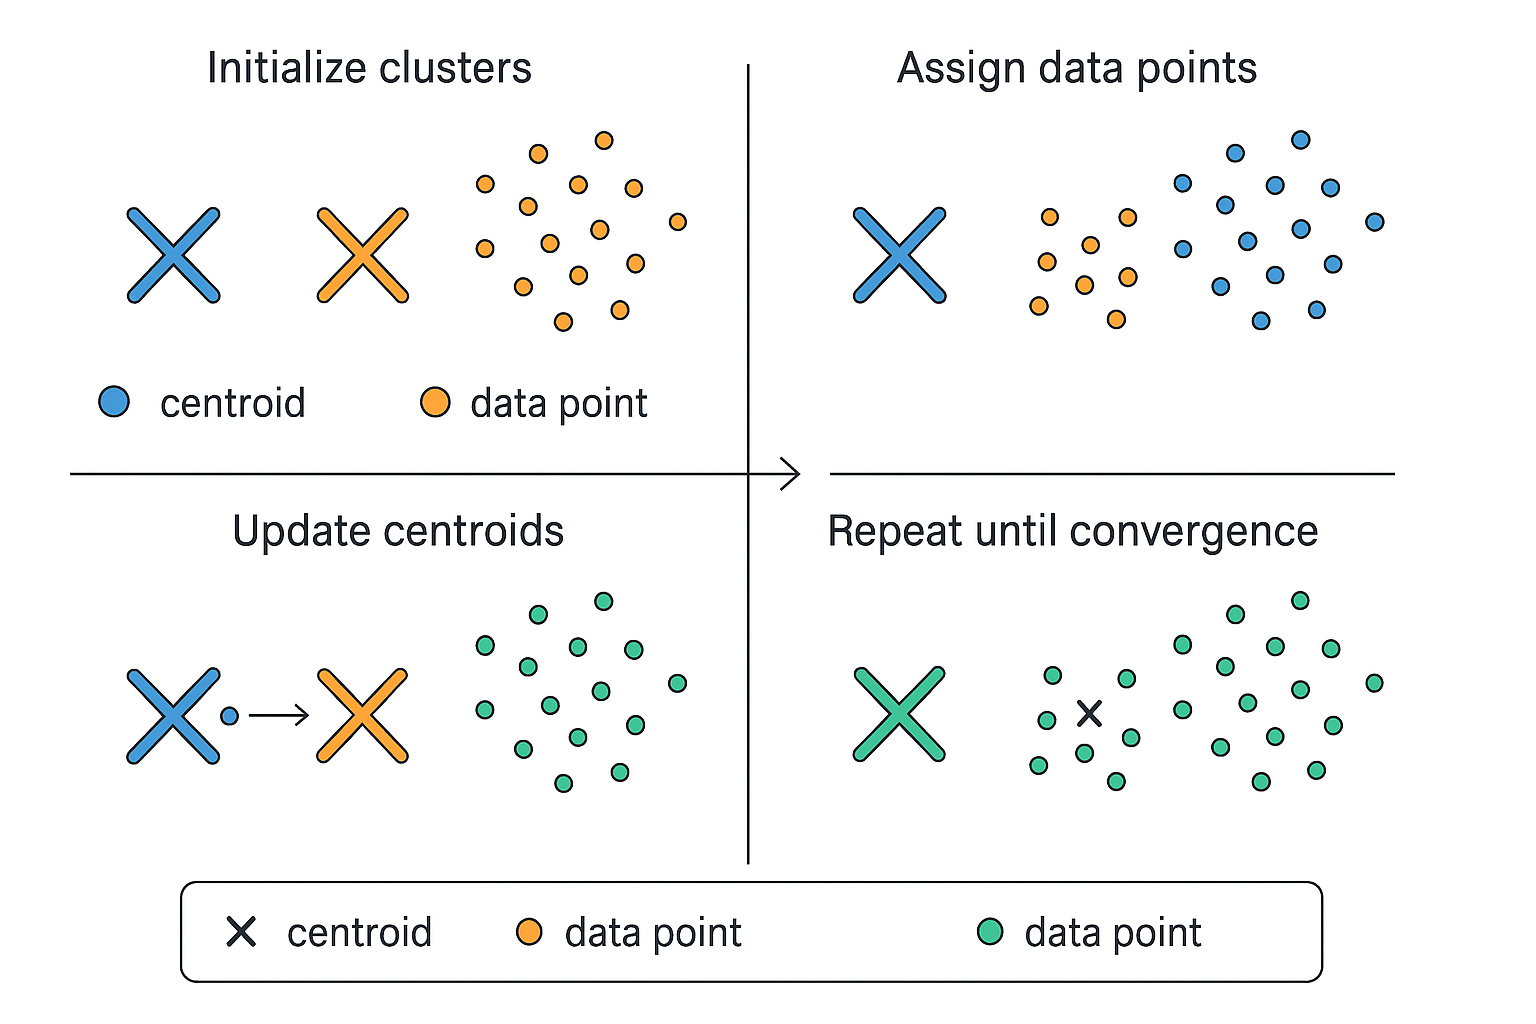 Initialize clusters
Assign data points
centroid
data point
Update centroids
Repeat until convergence
centroid
data point
data point